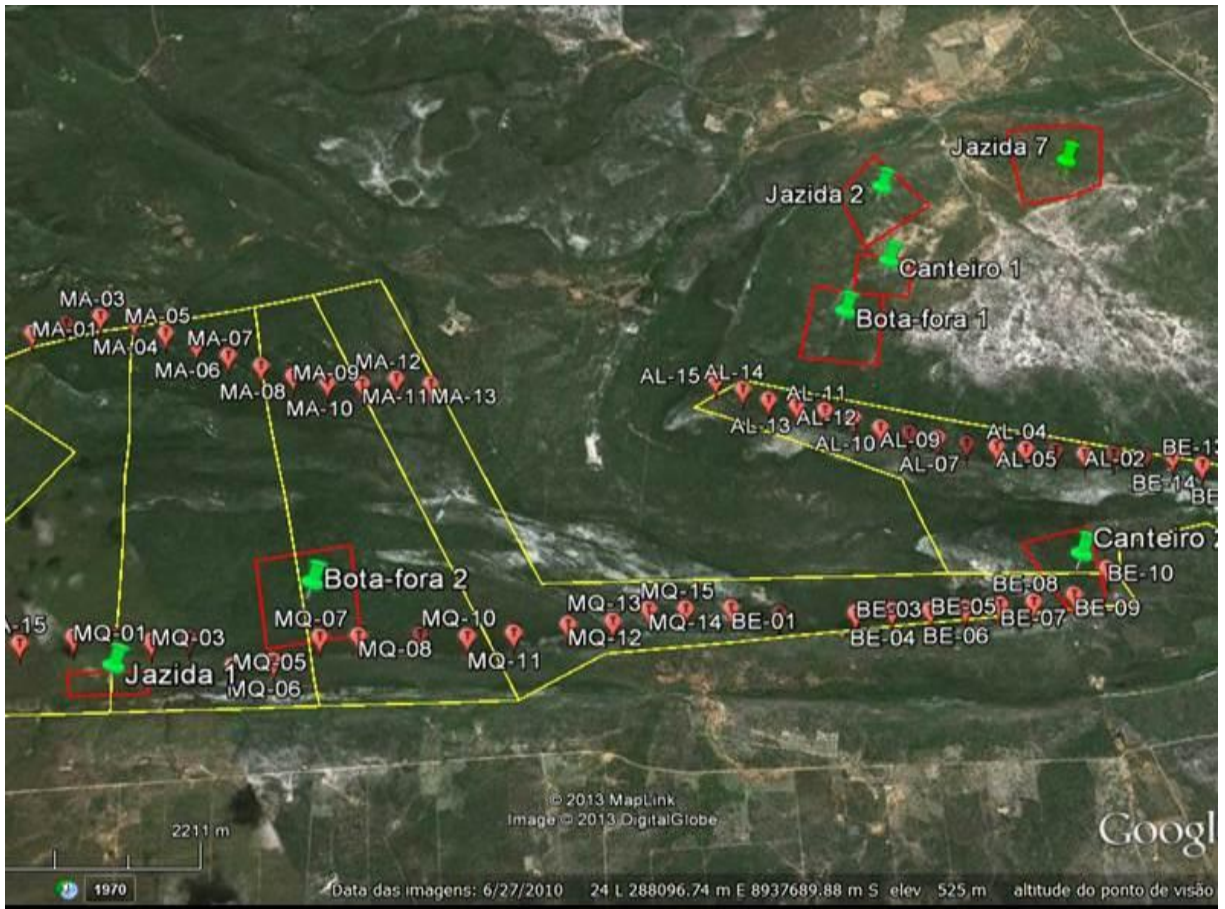 Jazida 7
Jazida 2
Canteiro 1
Bota-fora 1
MA-03
MA-01
MA-05
MA-04
MA-07
MA-06
MA-08
MA-09
MA-12
MA-10
MA-11
MA-13
AL-15
AL-14
AL-11
AL-13
AL-12
AL-10
AL-09
AL-04
AL-07
AL-05
AL-02
BE-13
BE-14
BE
Canteiro 2
BE-08
BE-10
Bota-fora 2
MQ-15
MQ-13
MQ-10
MQ-07
BE-03
BE-05
BE-09
A-15
MQ-01
MQ-03
MQ-14
BE-01
BE-07
MQ-08
MQ-12
BE-04
BE-06
MQ-05
MQ-11
Jazida 1
MQ-06
© 2013 MapLink
Image © 2013 DigitalGlobe
2211 m
Googl
1970
Data das imagens: 6/27/2010 24 L 288096.74 m E 8937689.88 m S elev 525 m altitude do ponto de visão